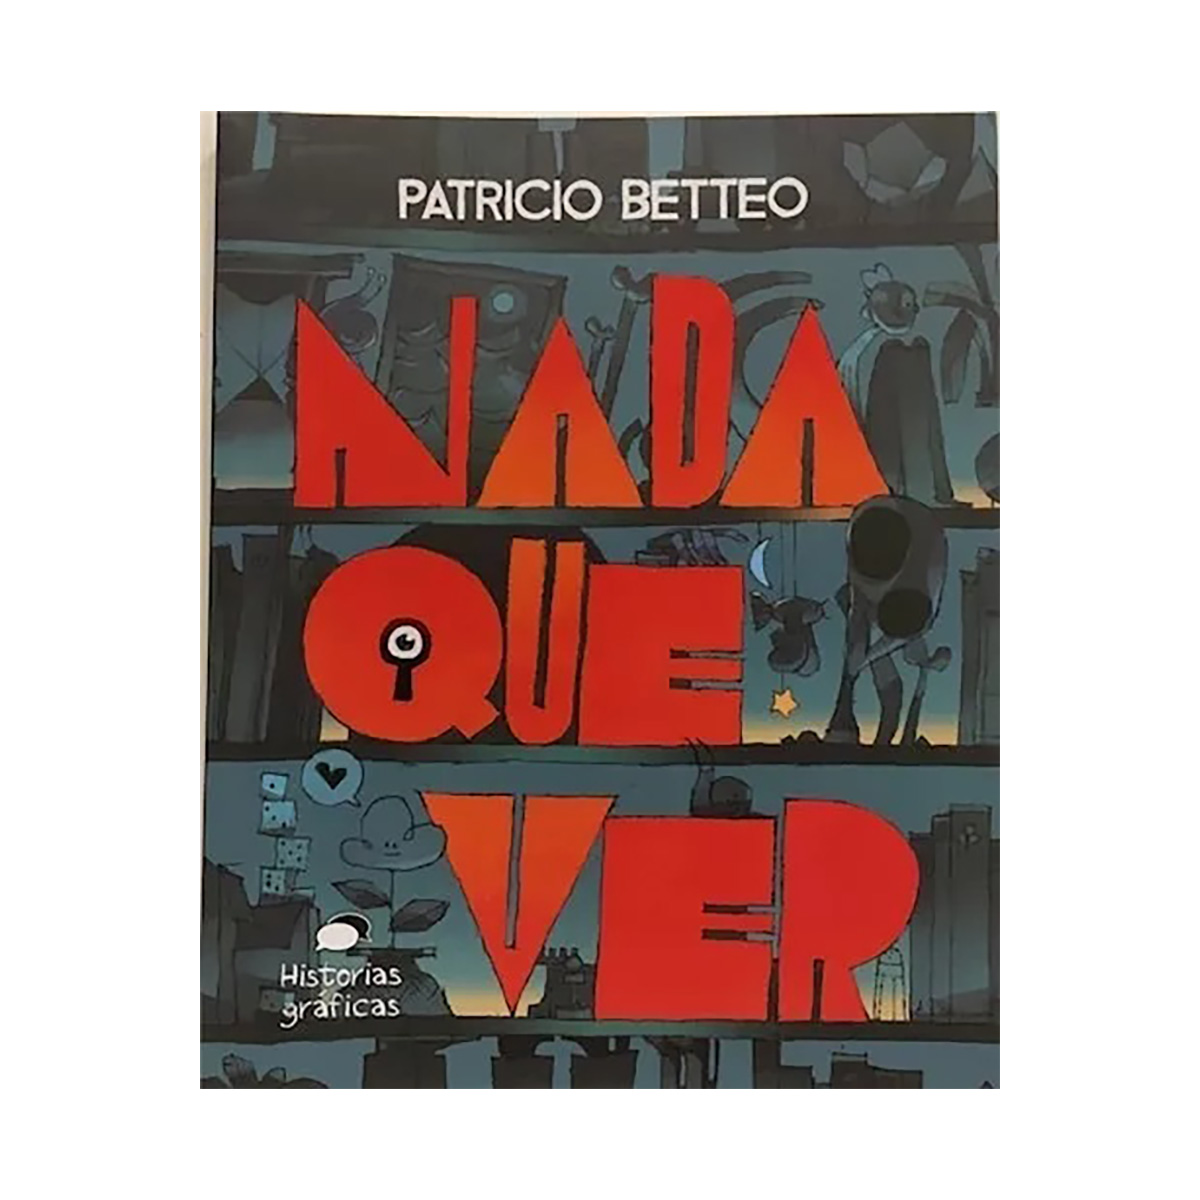 PATRICIO BETTEO
NADA
QUE
VER
Historias
gráficas